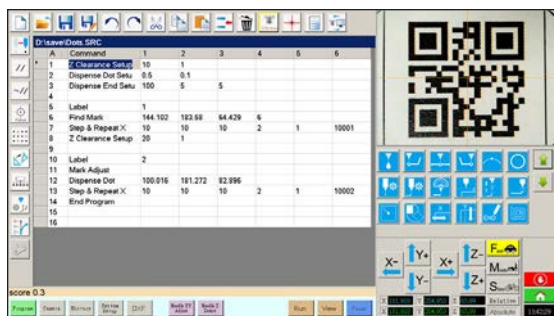 D:\save\Dots.SRC
A Command 1 2 3 4 5 6
1 Z Clearance Setup 10 1
2 Dispense Dot Setu 0.5 0.1
3 Dispense End Setu 100 5 5
4
5 Label 1
6 Find Mark 144.102 183.58 64.429 6
7 Step & Repeat X 10 10 10 2 1 10001
8 Z Clearance Setup 20 1
9
10 Label 2
11 Mark Adjust
12 Dispense Dot 100.016 181.272 82.896
13 Step & Repeat X 10 10 10 2 1 10002
14 End Program
15
16
X- Y+ X+ Z-
Y- Z+
score 0.3
Program Camera
Run View
Relative
Absolute